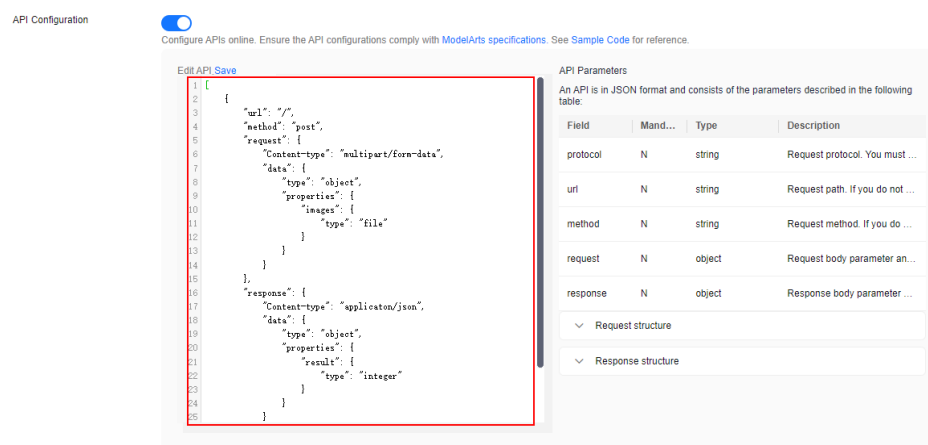 API Configuration
Configure APIs online. Ensure the API configurations comply with ModelArts specifications. See Sample Code for reference.
Edit API Save
1 [
2 {
3 "url": "/",
4 "method": "post",
5 "request": {
6 "Content-type": "multipart/form-data",
7 "data": {
8 "type": "object",
9 "properties": {
10 "images": {
11 "type": "file"
12 }
13 }
14 }
15 },
16 "response": {
17 "Content-type": "applicaton/json",
18 "data": {
19 "type": "object",
20 "properties": {
21 "result": {
22 "type": "integer"
23 }
24 }
25 }
API Parameters
An API is in JSON format and consists of the parameters described in the following
table:
Field Mand... Type Description
protocol N string Request protocol. You must ...
url N string Request path. If you do not ...
method N string Request method. If you do ...
request N object Request body parameter an...
response N object Response body parameter ...
Request structure
Response structure